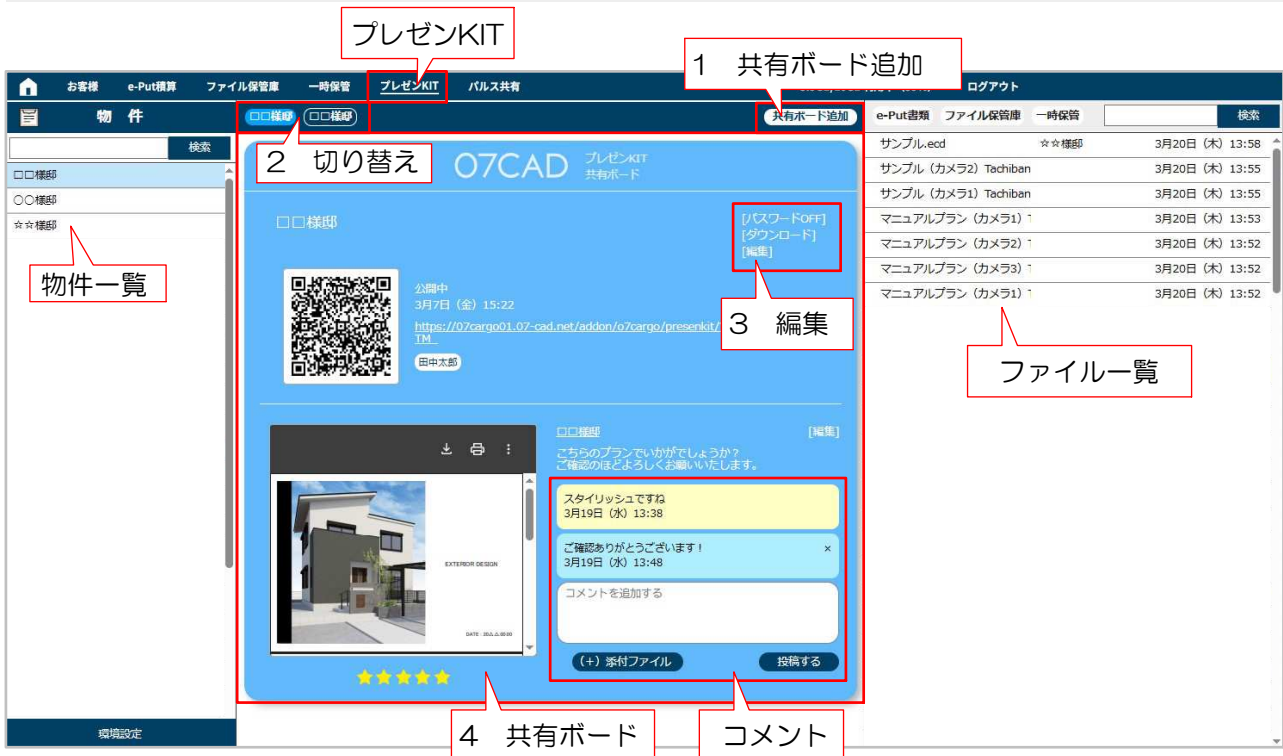 プレゼンKIT
1 共有ボード追加
お客様 e-Put積算 ファイル保管庫 一時保管 プレゼンKIT パルス共有 ログアウト
物 件 □□様邸 □□様邸 共有ボード追加 e-Put書類 ファイル保管庫 一時保管 検索
検索
□□様邸
○○様邸
☆☆様邸
物件一覧
2 切り替え
O7CAD プレゼンKIT
共有ボード
□□様邸
[パスワードOFF]
[ダウンロード]
[編集]
3 編集
公開中
3月7日（金）15:22
https://07cargo01.07-cad.net/addon/o7cargo/presenkit/
TM_
田中太郎
□□様邸 [編集]
こちらのプランでいかがでしょうか？
ご確認のほどよろしくお願いいたします。
スタイリッシュですね
3月19日（水）13:38
ご確認ありがとうございます！ ×
3月19日（水）13:48
コメントを追加する
(+) 添付ファイル 投稿する
EXTERIOR DESIGN
4 共有ボード
コメント
サンプル.ecd ☆☆様邸 3月20日（木）13:58
サンプル（カメラ2）Tachiban 3月20日（木）13:55
サンプル（カメラ1）Tachiban 3月20日（木）13:55
マニュアルプラン（カメラ1） 3月20日（木）13:53
マニュアルプラン（カメラ2） 3月20日（木）13:52
マニュアルプラン（カメラ3） 3月20日（木）13:52
マニュアルプラン（カメラ1） 3月20日（木）13:52
ファイル一覧
環境設定